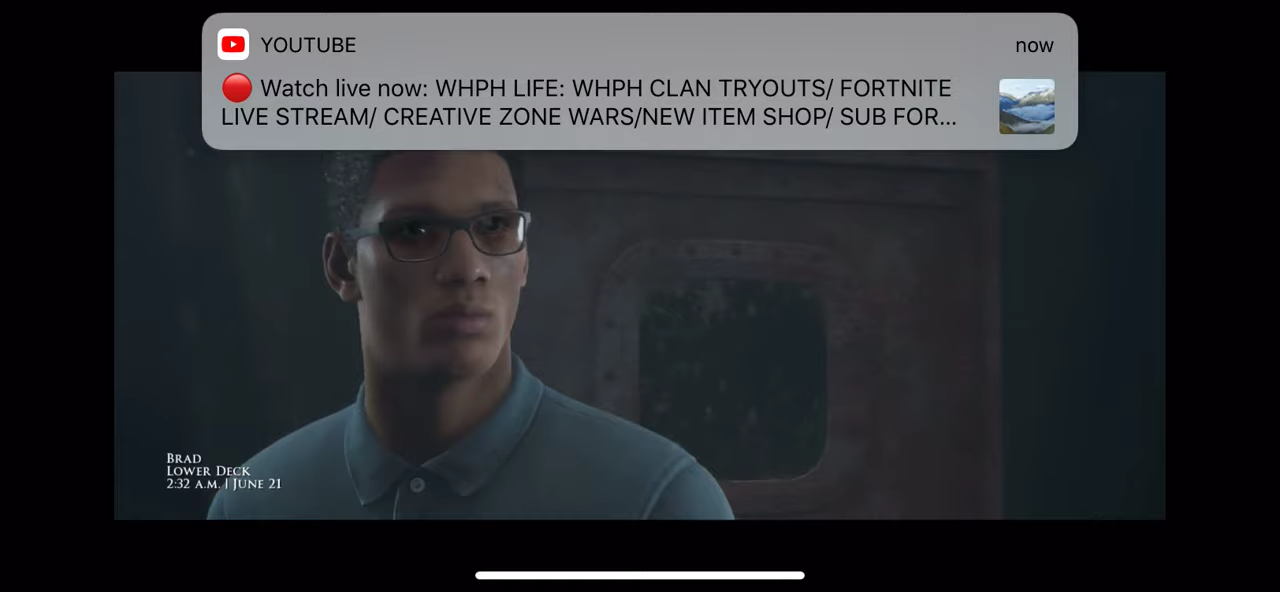 YOUTUBE now
🔴 Watch live now: WHPH LIFE: WHPH CLAN TRYOUTS/ FORTNITE
LIVE STREAM/ CREATIVE ZONE WARS/NEW ITEM SHOP/ SUB FOR...
BRAD
LOWER DECK
2:32 A.M. | JUNE 21